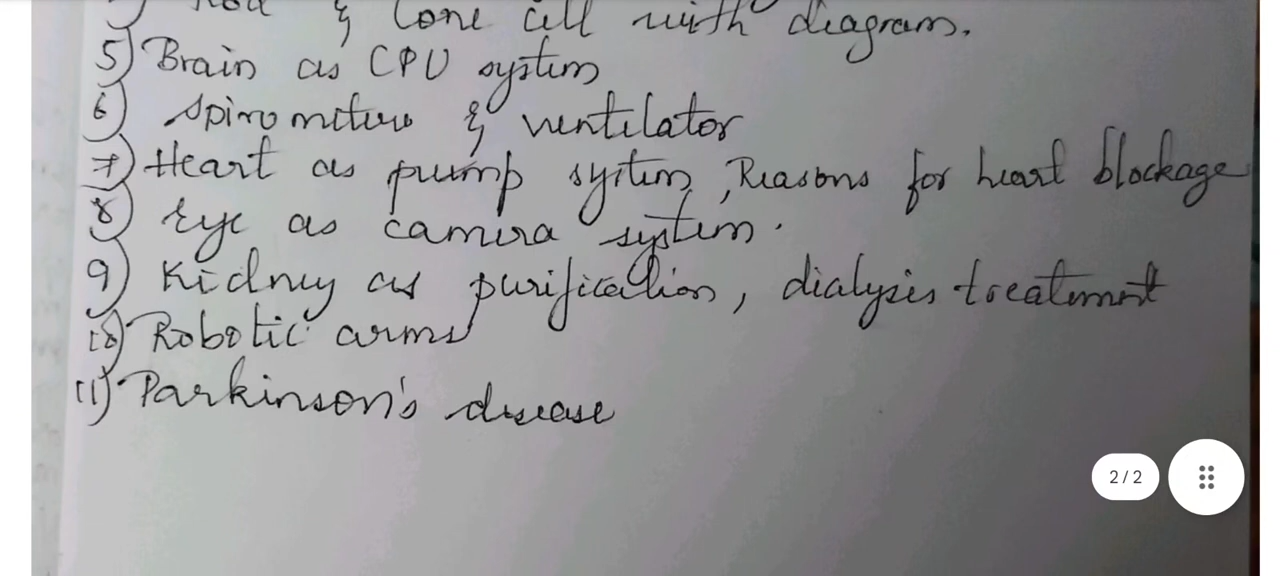 & Cone cell with diagram.
5) Brain as CPU system
6) Spirometer & ventilator
7) Heart as pump system, Reasons for heart blockage
8) Eye as camera system.
9) Kidney as purification, dialysis treatment
10) Robotic arms
11) Parkinson's disease
2 / 2